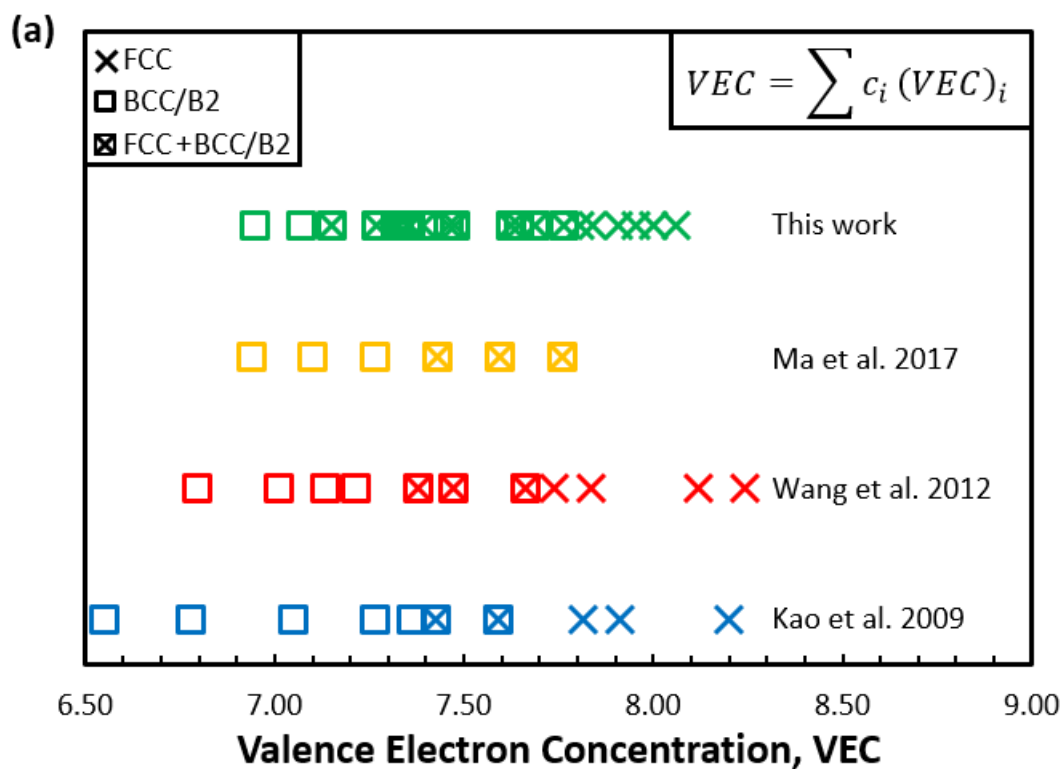 (a)
FCC
BCC/B2
FCC+BCC/B2
VEC = ∑ c_i (VEC)_i
This work
Ma et al. 2017
Wang et al. 2012
Kao et al. 2009
6.50 7.00 7.50 8.00 8.50 9.00
Valence Electron Concentration, VEC